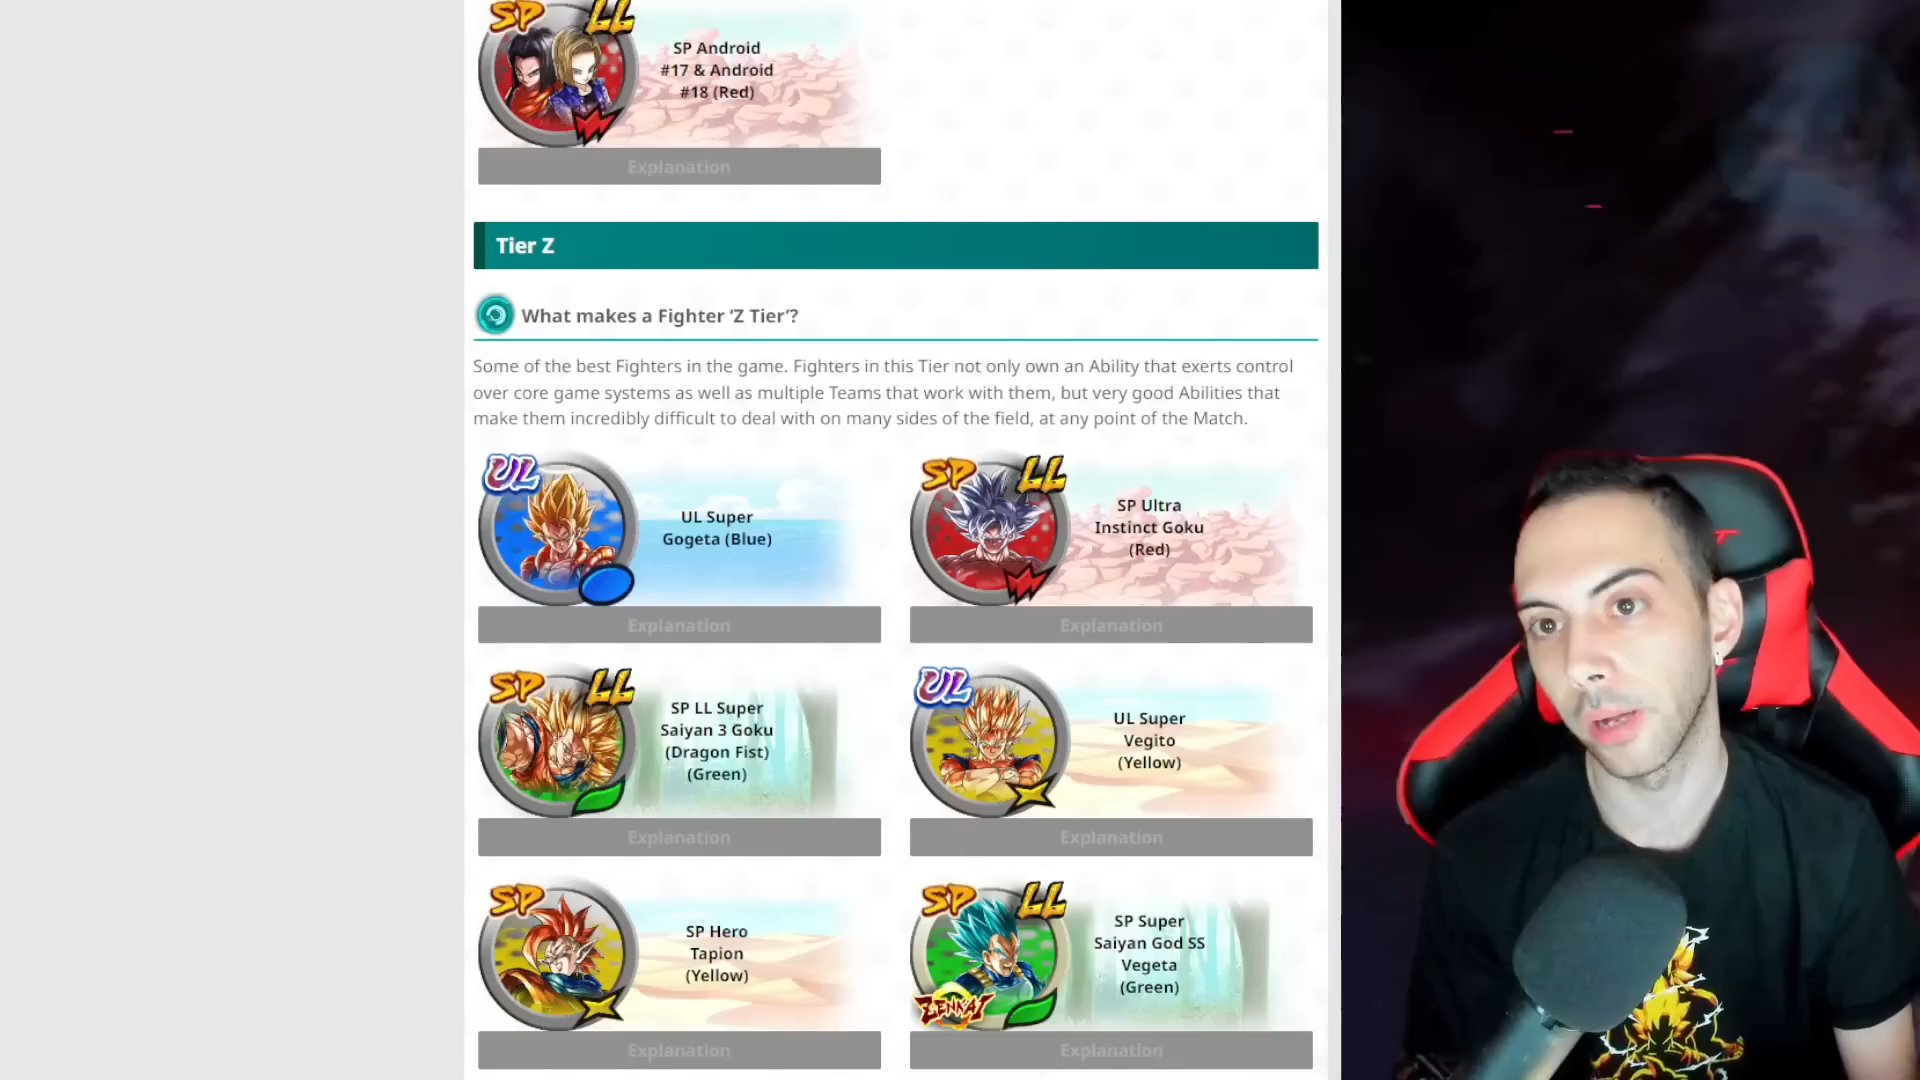 SP LL
SP Android
#17 & Android
#18 (Red)
Explanation
Tier Z
What makes a Fighter ‘Z Tier’?
Some of the best Fighters in the game. Fighters in this Tier not only own an Ability that exerts control
over core game systems as well as multiple Teams that work with them, but very good Abilities that
make them incredibly difficult to deal with on many sides of the field, at any point of the Match.
UL
UL Super
Gogeta (Blue)
Explanation
SP LL
SP Ultra
Instinct Goku
(Red)
Explanation
SP LL
SP LL Super
Saiyan 3 Goku
(Dragon Fist)
(Green)
Explanation
UL
UL Super
Vegito
(Yellow)
Explanation
SP
SP Hero
Tapion
(Yellow)
Explanation
SP LL
ZENKAI
SP Super
Saiyan God SS
Vegeta
(Green)
Explanation